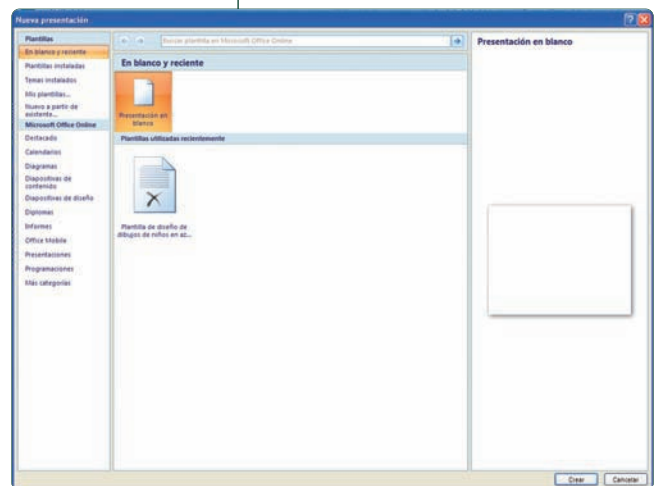 Nueva presentación
Plantillas
En blanco y reciente
Plantillas instaladas
Temas instalados
Mis plantillas...
Nuevo a partir de
existente...
Microsoft Office Online
Destacado
Calendarios
Diagramas
Diapositivas de
contenido
Diapositivas de diseño
Diplomas
Informes
Office Mobile
Presentaciones
Programaciones
Más categorías
Buscar plantilla en Microsoft Office Online
En blanco y reciente
Presentación en
blanco
Plantillas utilizadas recientemente
Plantilla de diseño de
dibujos de niños en
Presentación en blanco
Crear
Cancelar